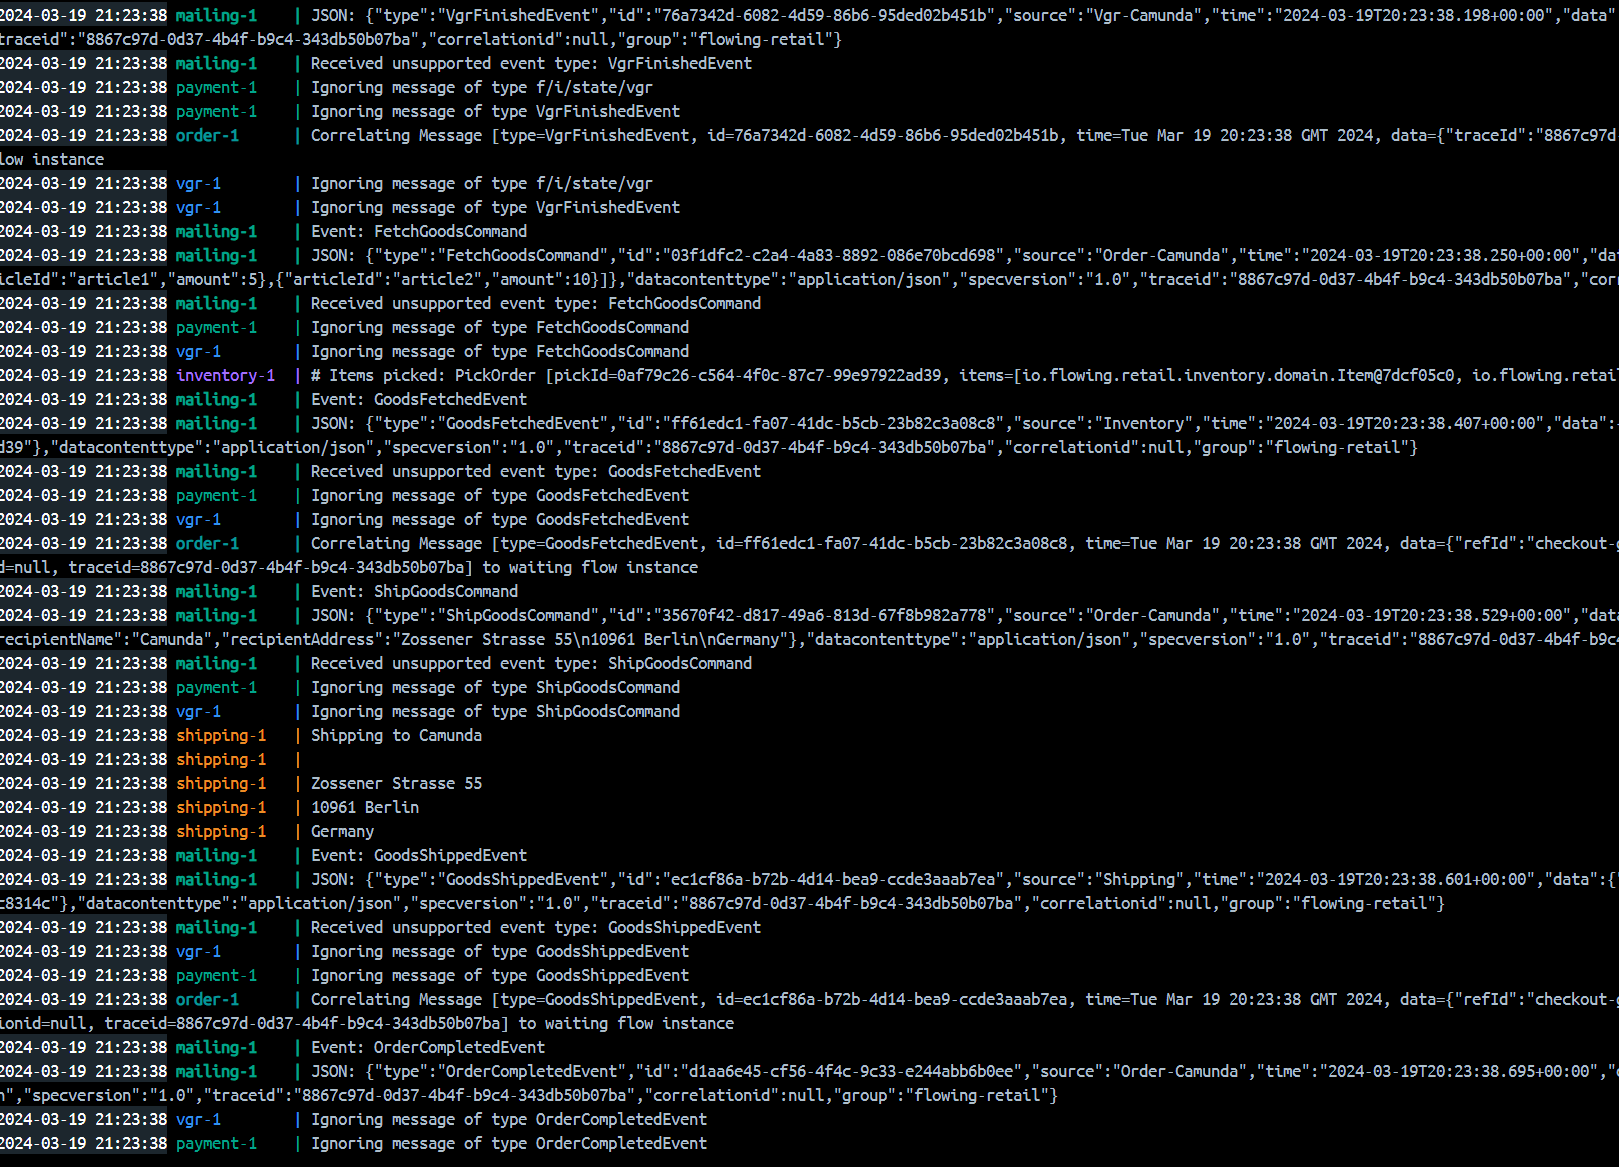 2024-03-19 21:23:38 mailing-1 | JSON: {"type":"VgrFinishedEvent","id":"76a7342d-6082-4d59-86b6-95ded02b451b","source":"Vgr-Camunda","time":"2024-03-19T20:23:38.198+00:00","data"
traceid":"8867c97d-0d37-4b4f-b9c4-343db50b07ba","correlationid":null,"group":"flowing-retail"}
2024-03-19 21:23:38 mailing-1 | Received unsupported event type: VgrFinishedEvent
2024-03-19 21:23:38 payment-1 | Ignoring message of type f/i/state/vgr
2024-03-19 21:23:38 payment-1 | Ignoring message of type VgrFinishedEvent
2024-03-19 21:23:38 order-1 | Correlating Message [type=VgrFinishedEvent, id=76a7342d-6082-4d59-86b6-95ded02b451b, time=Tue Mar 19 20:23:38 GMT 2024, data={"traceId":"8867c97d-
low instance
2024-03-19 21:23:38 vgr-1 | Ignoring message of type f/i/state/vgr
2024-03-19 21:23:38 vgr-1 | Ignoring message of type VgrFinishedEvent
2024-03-19 21:23:38 mailing-1 | Event: FetchGoodsCommand
2024-03-19 21:23:38 mailing-1 | JSON: {"type":"FetchGoodsCommand","id":"03f1dfc2-c2a4-4a83-8892-086e70bcd698","source":"Order-Camunda","time":"2024-03-19T20:23:38.250+00:00","dat
icleId":"article1","amount":5},{"articleId":"article2","amount":10}]},"datacontenttype":"application/json","specversion":"1.0","traceid":"8867c97d-0d37-4b4f-b9c4-343db50b07ba","cor
2024-03-19 21:23:38 mailing-1 | Received unsupported event type: FetchGoodsCommand
2024-03-19 21:23:38 payment-1 | Ignoring message of type FetchGoodsCommand
2024-03-19 21:23:38 vgr-1 | Ignoring message of type FetchGoodsCommand
2024-03-19 21:23:38 inventory-1 | # Items picked: PickOrder [pickId=0af79c26-c564-4f0c-87c7-99e97922ad39, items=[io.flowing.retail.inventory.domain.Item@7dcf05c0, io.flowing.retail
2024-03-19 21:23:38 mailing-1 | Event: GoodsFetchedEvent
2024-03-19 21:23:38 mailing-1 | JSON: {"type":"GoodsFetchedEvent","id":"ff61edc1-fa07-41dc-b5cb-23b82c3a08c8","source":"Inventory","time":"2024-03-19T20:23:38.407+00:00","data":{
d39"},"datacontenttype":"application/json","specversion":"1.0","traceid":"8867c97d-0d37-4b4f-b9c4-343db50b07ba","correlationid":null,"group":"flowing-retail"}
2024-03-19 21:23:38 mailing-1 | Received unsupported event type: GoodsFetchedEvent
2024-03-19 21:23:38 payment-1 | Ignoring message of type GoodsFetchedEvent
2024-03-19 21:23:38 vgr-1 | Ignoring message of type GoodsFetchedEvent
2024-03-19 21:23:38 order-1 | Correlating Message [type=GoodsFetchedEvent, id=ff61edc1-fa07-41dc-b5cb-23b82c3a08c8, time=Tue Mar 19 20:23:38 GMT 2024, data={"refId":"checkout-g
d=null, traceid=8867c97d-0d37-4b4f-b9c4-343db50b07ba] to waiting flow instance
2024-03-19 21:23:38 mailing-1 | Event: ShipGoodsCommand
2024-03-19 21:23:38 mailing-1 | JSON: {"type":"ShipGoodsCommand","id":"35670f42-d817-49a6-813d-67f8b982a778","source":"Order-Camunda","time":"2024-03-19T20:23:38.529+00:00","data
recipientName":"Camunda","recipientAddress":"Zossener Strasse 55\n10961 Berlin\nGermany"},"datacontenttype":"application/json","specversion":"1.0","traceid":"8867c97d-0d37-4b4f-b9c4
2024-03-19 21:23:38 mailing-1 | Received unsupported event type: ShipGoodsCommand
2024-03-19 21:23:38 payment-1 | Ignoring message of type ShipGoodsCommand
2024-03-19 21:23:38 vgr-1 | Ignoring message of type ShipGoodsCommand
2024-03-19 21:23:38 shipping-1 | Shipping to Camunda
2024-03-19 21:23:38 shipping-1 |
2024-03-19 21:23:38 shipping-1 | Zossener Strasse 55
2024-03-19 21:23:38 shipping-1 | 10961 Berlin
2024-03-19 21:23:38 shipping-1 | Germany
2024-03-19 21:23:38 mailing-1 | Event: GoodsShippedEvent
2024-03-19 21:23:38 mailing-1 | JSON: {"type":"GoodsShippedEvent","id":"ec1cf86a-b72b-4d14-bea9-ccde3aaab7ea","source":"Shipping","time":"2024-03-19T20:23:38.601+00:00","data":{"
c8314c"},"datacontenttype":"application/json","specversion":"1.0","traceid":"8867c97d-0d37-4b4f-b9c4-343db50b07ba","correlationid":null,"group":"flowing-retail"}
2024-03-19 21:23:38 mailing-1 | Received unsupported event type: GoodsShippedEvent
2024-03-19 21:23:38 vgr-1 | Ignoring message of type GoodsShippedEvent
2024-03-19 21:23:38 payment-1 | Ignoring message of type GoodsShippedEvent
2024-03-19 21:23:38 order-1 | Correlating Message [type=GoodsShippedEvent, id=ec1cf86a-b72b-4d14-bea9-ccde3aaab7ea, time=Tue Mar 19 20:23:38 GMT 2024, data={"refId":"checkout-g
ionid=null, traceid=8867c97d-0d37-4b4f-b9c4-343db50b07ba] to waiting flow instance
2024-03-19 21:23:38 mailing-1 | Event: OrderCompletedEvent
2024-03-19 21:23:38 mailing-1 | JSON: {"type":"OrderCompletedEvent","id":"d1aa6e45-cf56-4f4c-9c33-e244abb6b0ee","source":"Order-Camunda","time":"2024-03-19T20:23:38.695+00:00","d
n","specversion":"1.0","traceid":"8867c97d-0d37-4b4f-b9c4-343db50b07ba","correlationid":null,"group":"flowing-retail"}
2024-03-19 21:23:38 vgr-1 | Ignoring message of type OrderCompletedEvent
2024-03-19 21:23:38 payment-1 | Ignoring message of type OrderCompletedEvent